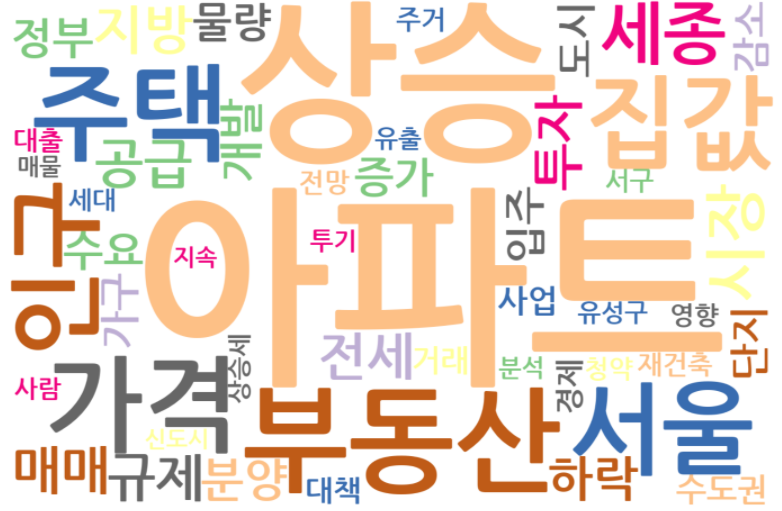 정부
지방
물량
상승
주거
도시
세종
감소
주택
대출
매물
공급
개발
유출
투자
집값
전망
증가
서구
인구
세대
수요
가구
지속
아파트
투기
입주
시장
사업
유성구
영향
단지
사람
가격
상승세
전세
거래
분석
경제
청약
재건축
신도시
매매
규제
분양
부동산
대책
하락
서울
수도권